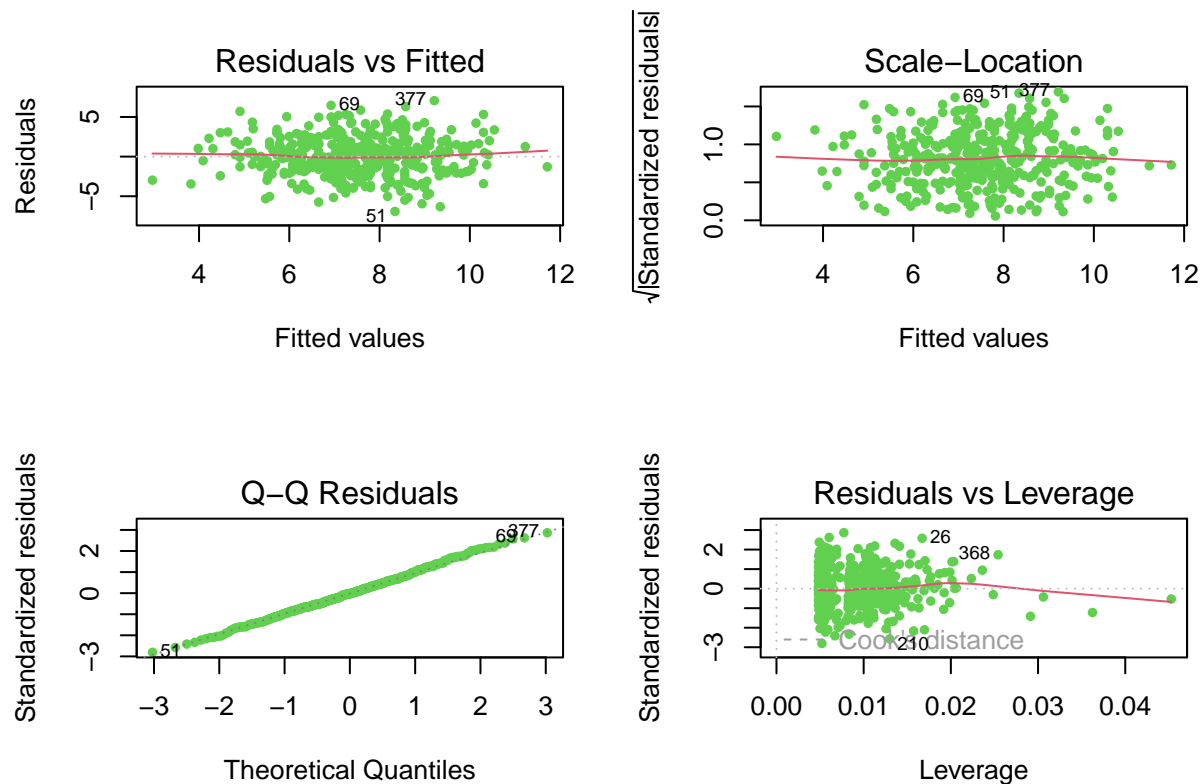 Residuals vs Fitted
Residuals
5
−5
69
377
51
4 6 8 10 12
Fitted values
Scale−Location
√|Standardized residuals|
1.0
0.0
69
51
377
4 6 8 10 12
Fitted values
Q−Q Residuals
Standardized residuals
2
0
−3
69
377
51
−3 −2 −1 0 1 2 3
Theoretical Quantiles
Residuals vs Leverage
Standardized residuals
2
0
−3
26
368
Cook's distance
210
0.00 0.01 0.02 0.03 0.04
Leverage